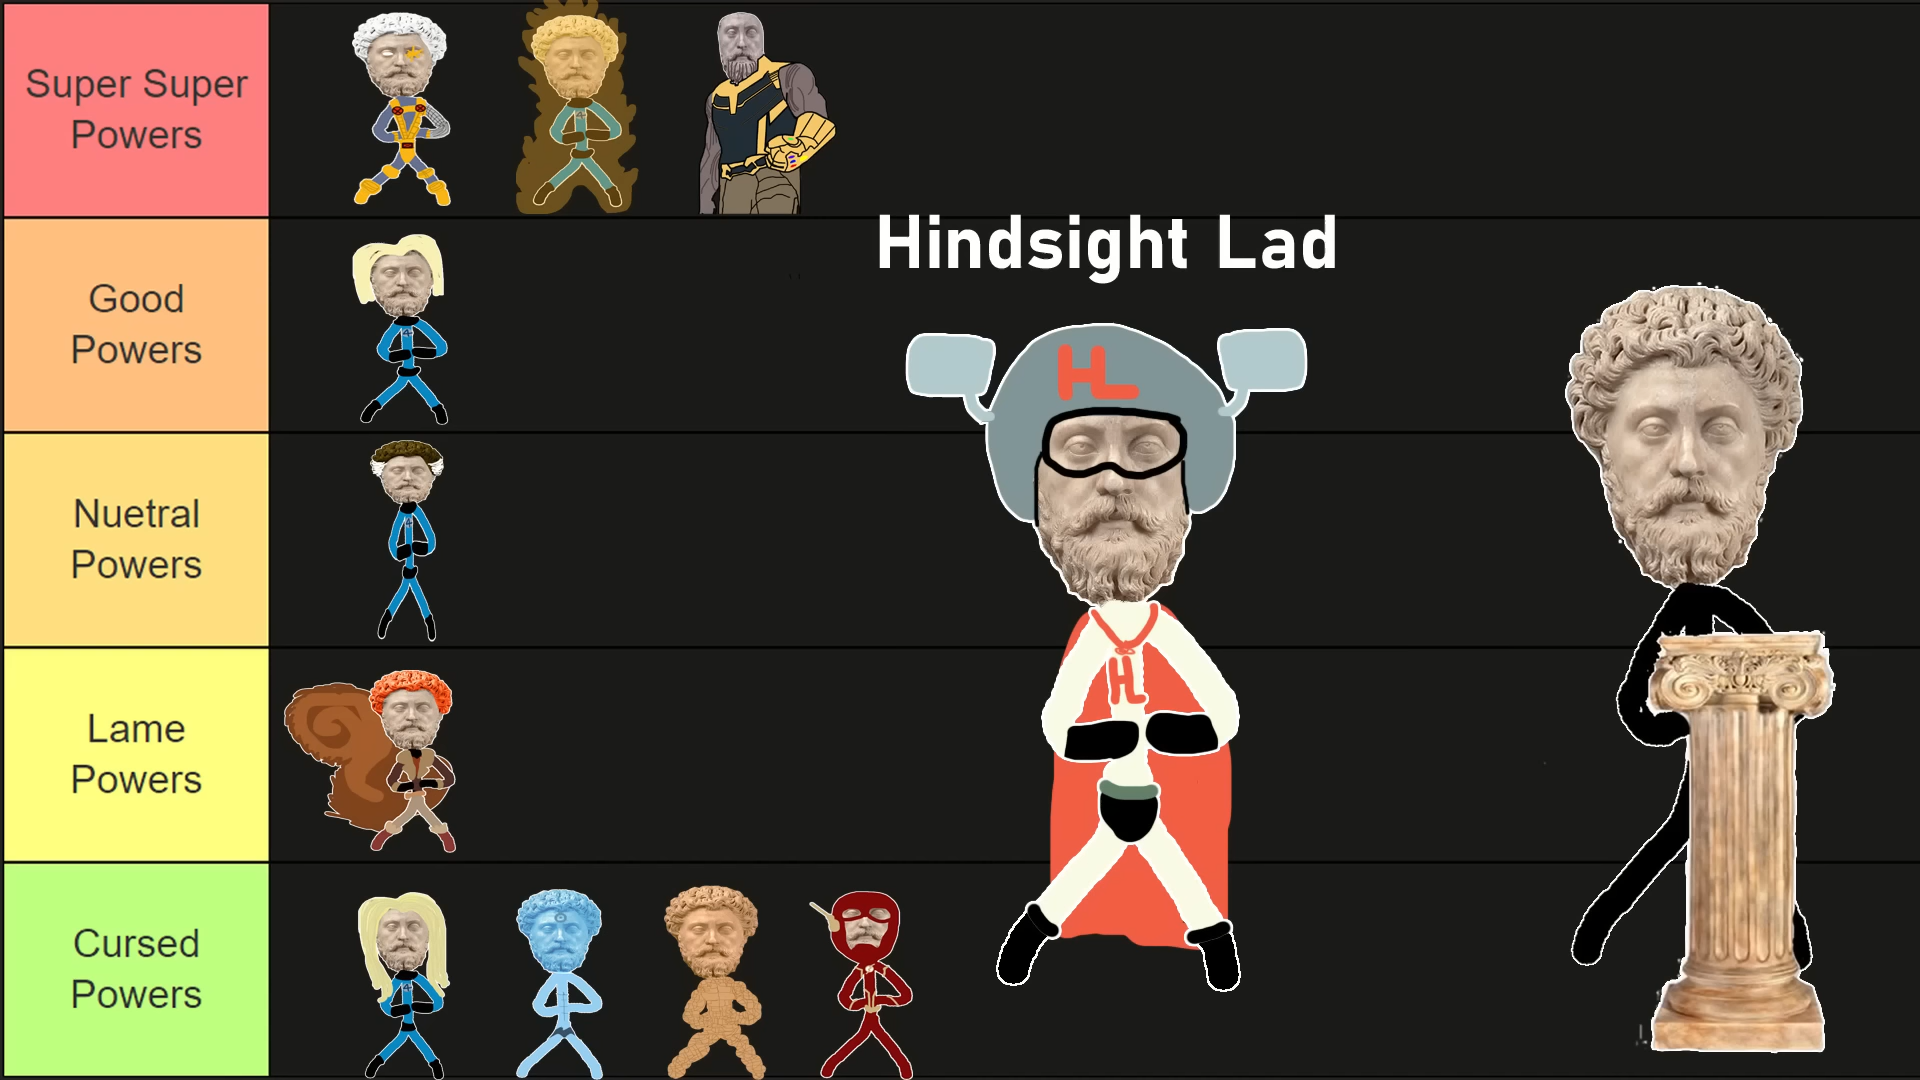 Super Super
Powers
Hindsight Lad
Good
Powers
HL
Nuetral
Powers
HL
Lame
Powers
Cursed
Powers